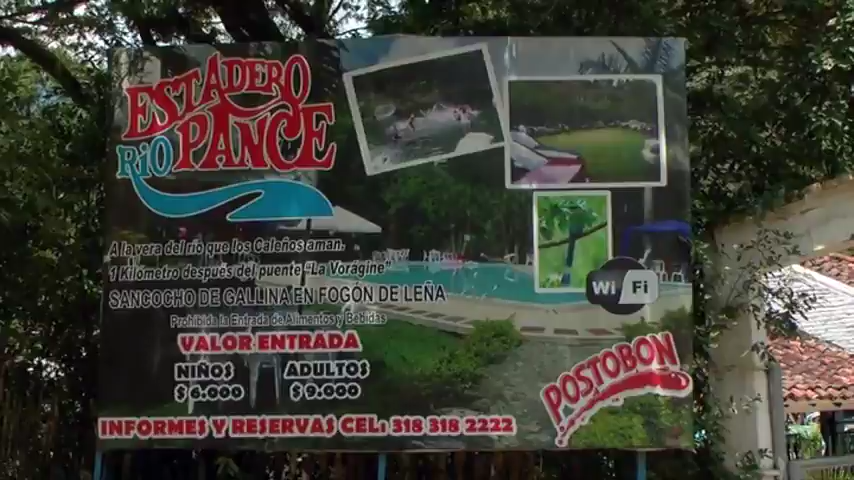 ESTADERO
RIO PANCE
A la vera del río que los Caleños aman.
1 Kilómetro después del puente "La Vorágine"
SANCOCHO DE GALLINA EN FOGÓN DE LEÑA
Prohibida la Entrada de Alimentos y Bebidas
VALOR ENTRADA
NIÑOS ADULTOS
$ 6.000 $ 9.000
INFORMES Y RESERVAS CEL: 318 318 2222
Wi Fi
POSTOBON